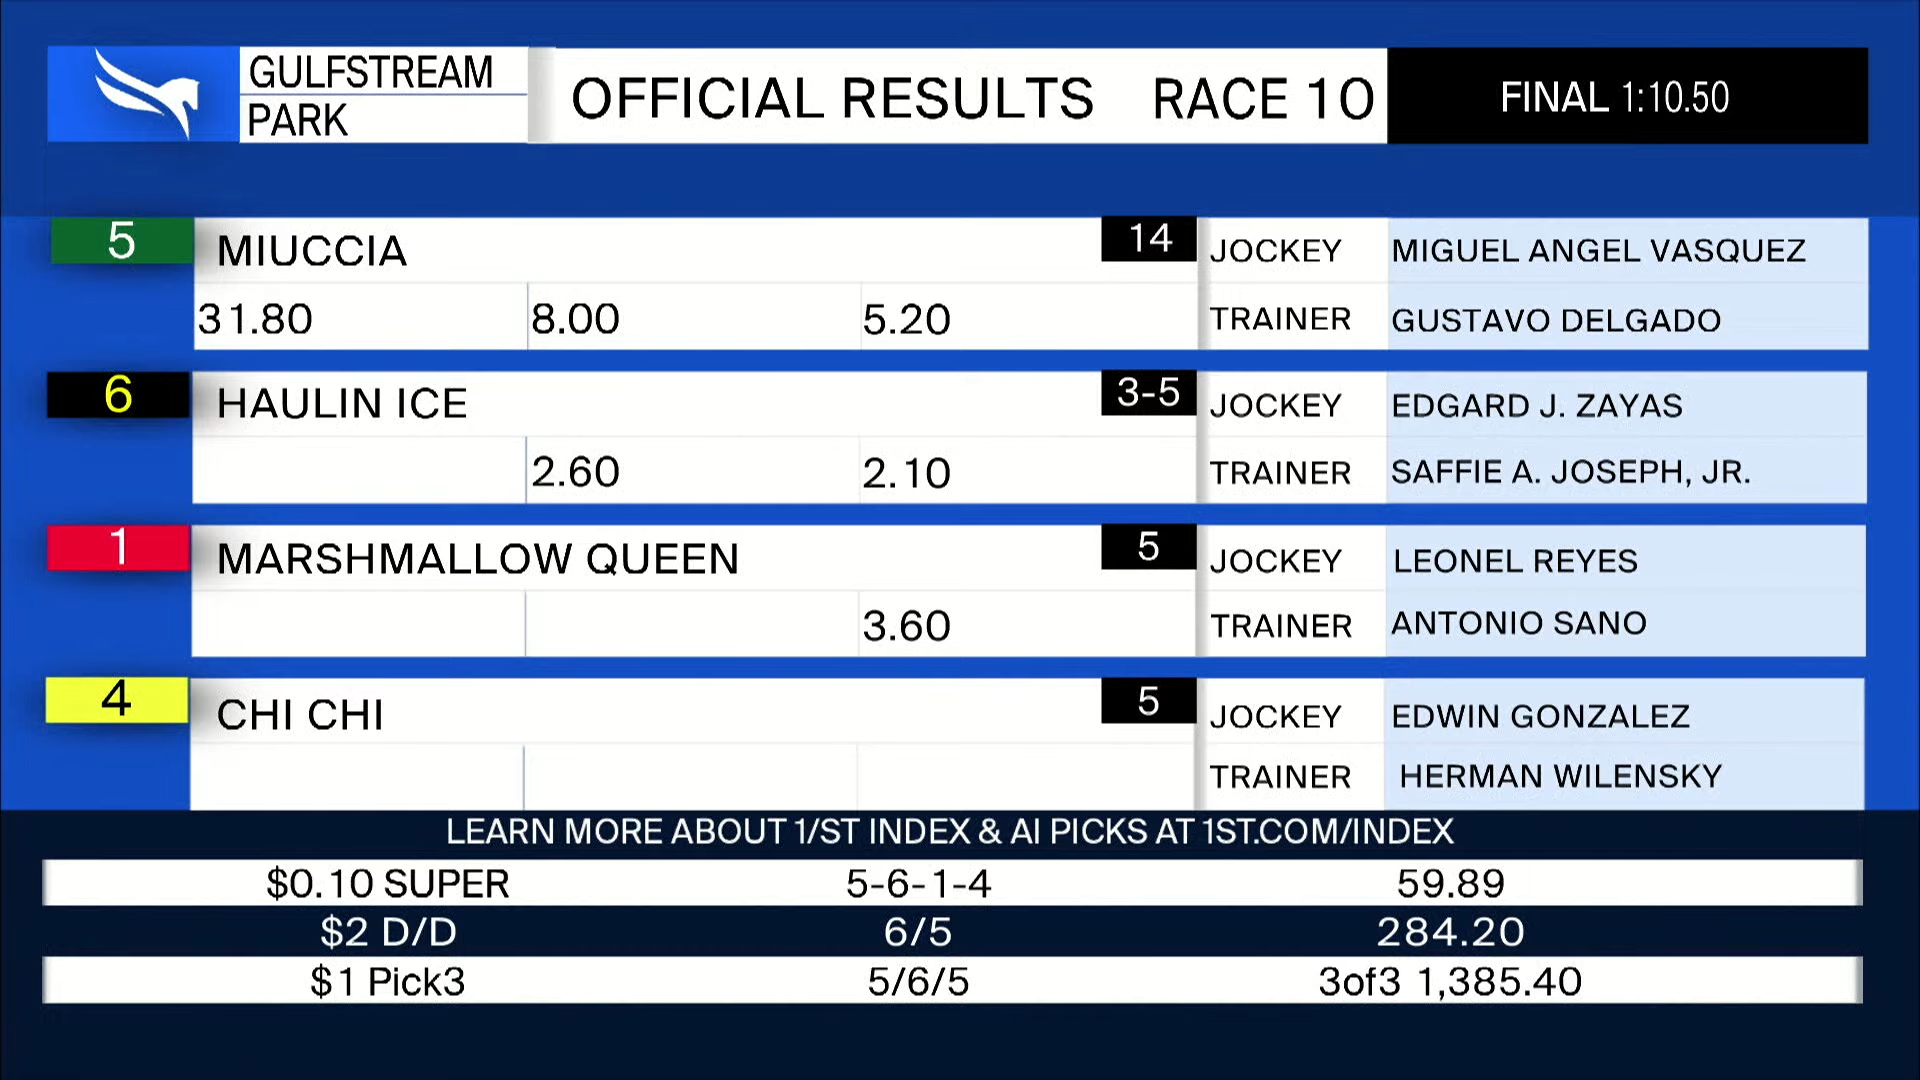 GULFSTREAM
PARK
OFFICIAL RESULTS RACE 10
FINAL 1:10.50
5 MIUCCIA 14 JOCKEY MIGUEL ANGEL VASQUEZ
31.80 8.00 5.20 TRAINER GUSTAVO DELGADO
6 HAULIN ICE 3-5 JOCKEY EDGARD J. ZAYAS
2.60 2.10 TRAINER SAFFIE A. JOSEPH, JR.
1 MARSHMALLOW QUEEN 5 JOCKEY LEONEL REYES
3.60 TRAINER ANTONIO SANO
4 CHI CHI 5 JOCKEY EDWIN GONZALEZ
TRAINER HERMAN WILENSKY
LEARN MORE ABOUT 1/ST INDEX & AI PICKS AT 1ST.COM/INDEX
$0.10 SUPER 5-6-1-4 59.89
$2 D/D 6/5 284.20
$1 Pick3 5/6/5 3of3 1,385.40